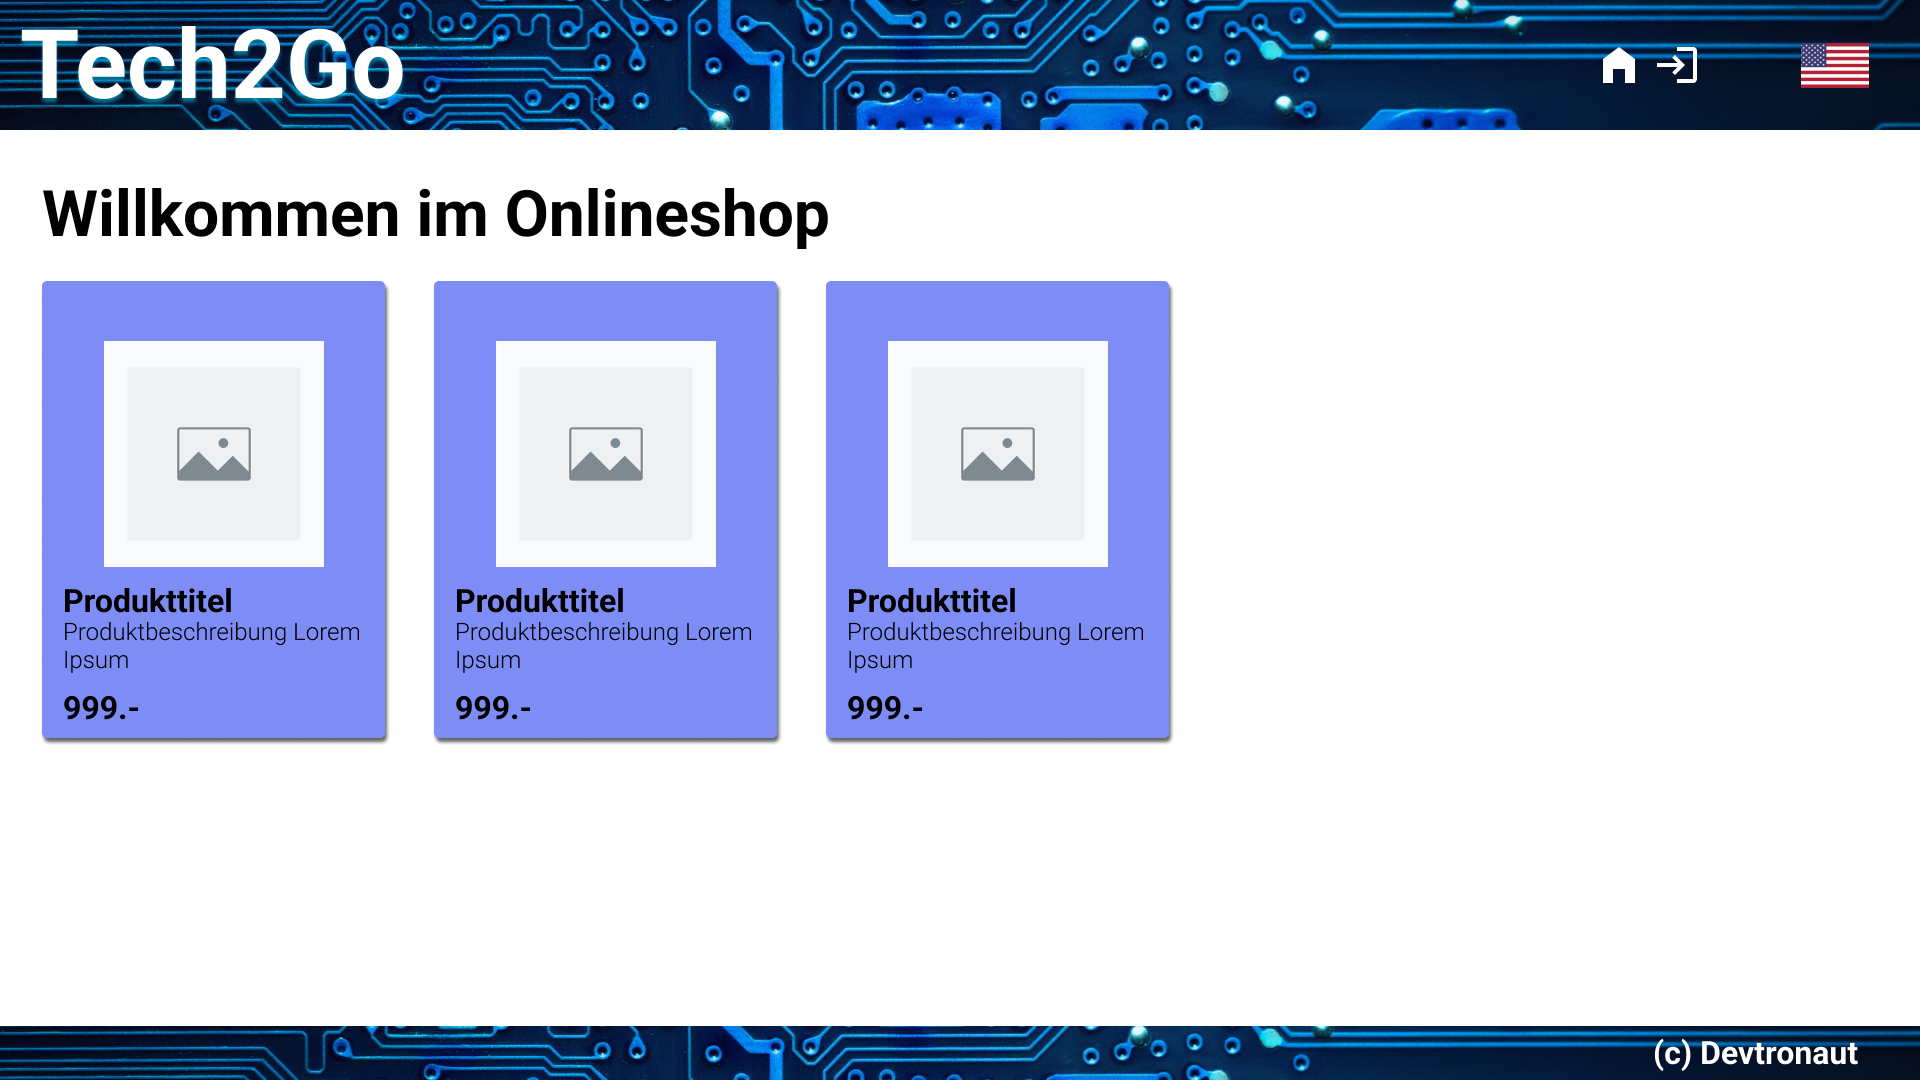 Tech2Go
Willkommen im Onlineshop
Produkttitel
Produktbeschreibung Lorem
Ipsum
999.-
Produkttitel
Produktbeschreibung Lorem
Ipsum
999.-
Produkttitel
Produktbeschreibung Lorem
Ipsum
999.-
(c) Devtronaut